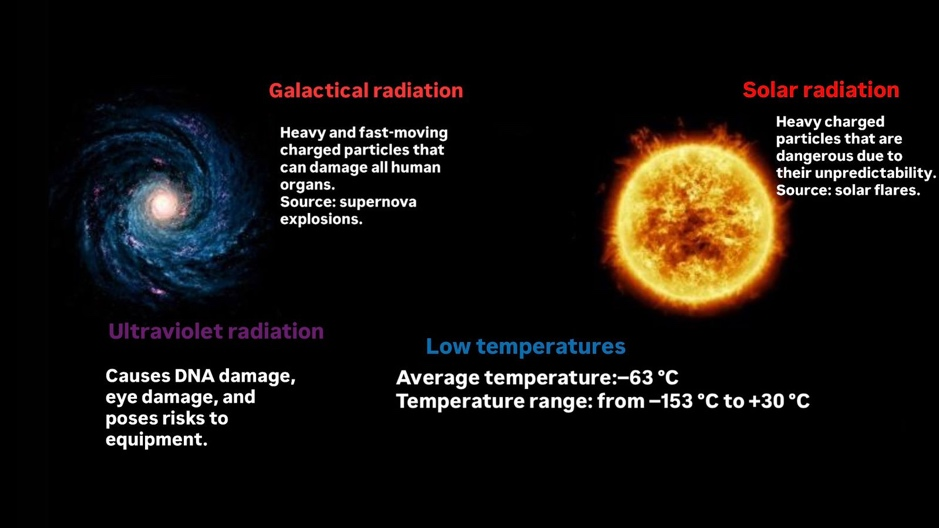 Galactical radiation
Heavy and fast-moving
charged particles that
can damage all human
organs.
Source: supernova
explosions.
Solar radiation
Heavy charged
particles that are
dangerous due to
their unpredictability.
Source: solar flares.
Ultraviolet radiation
Causes DNA damage,
eye damage, and
poses risks to
equipment.
Low temperatures
Average temperature:–63 °C
Temperature range: from –153 °C to +30 °C